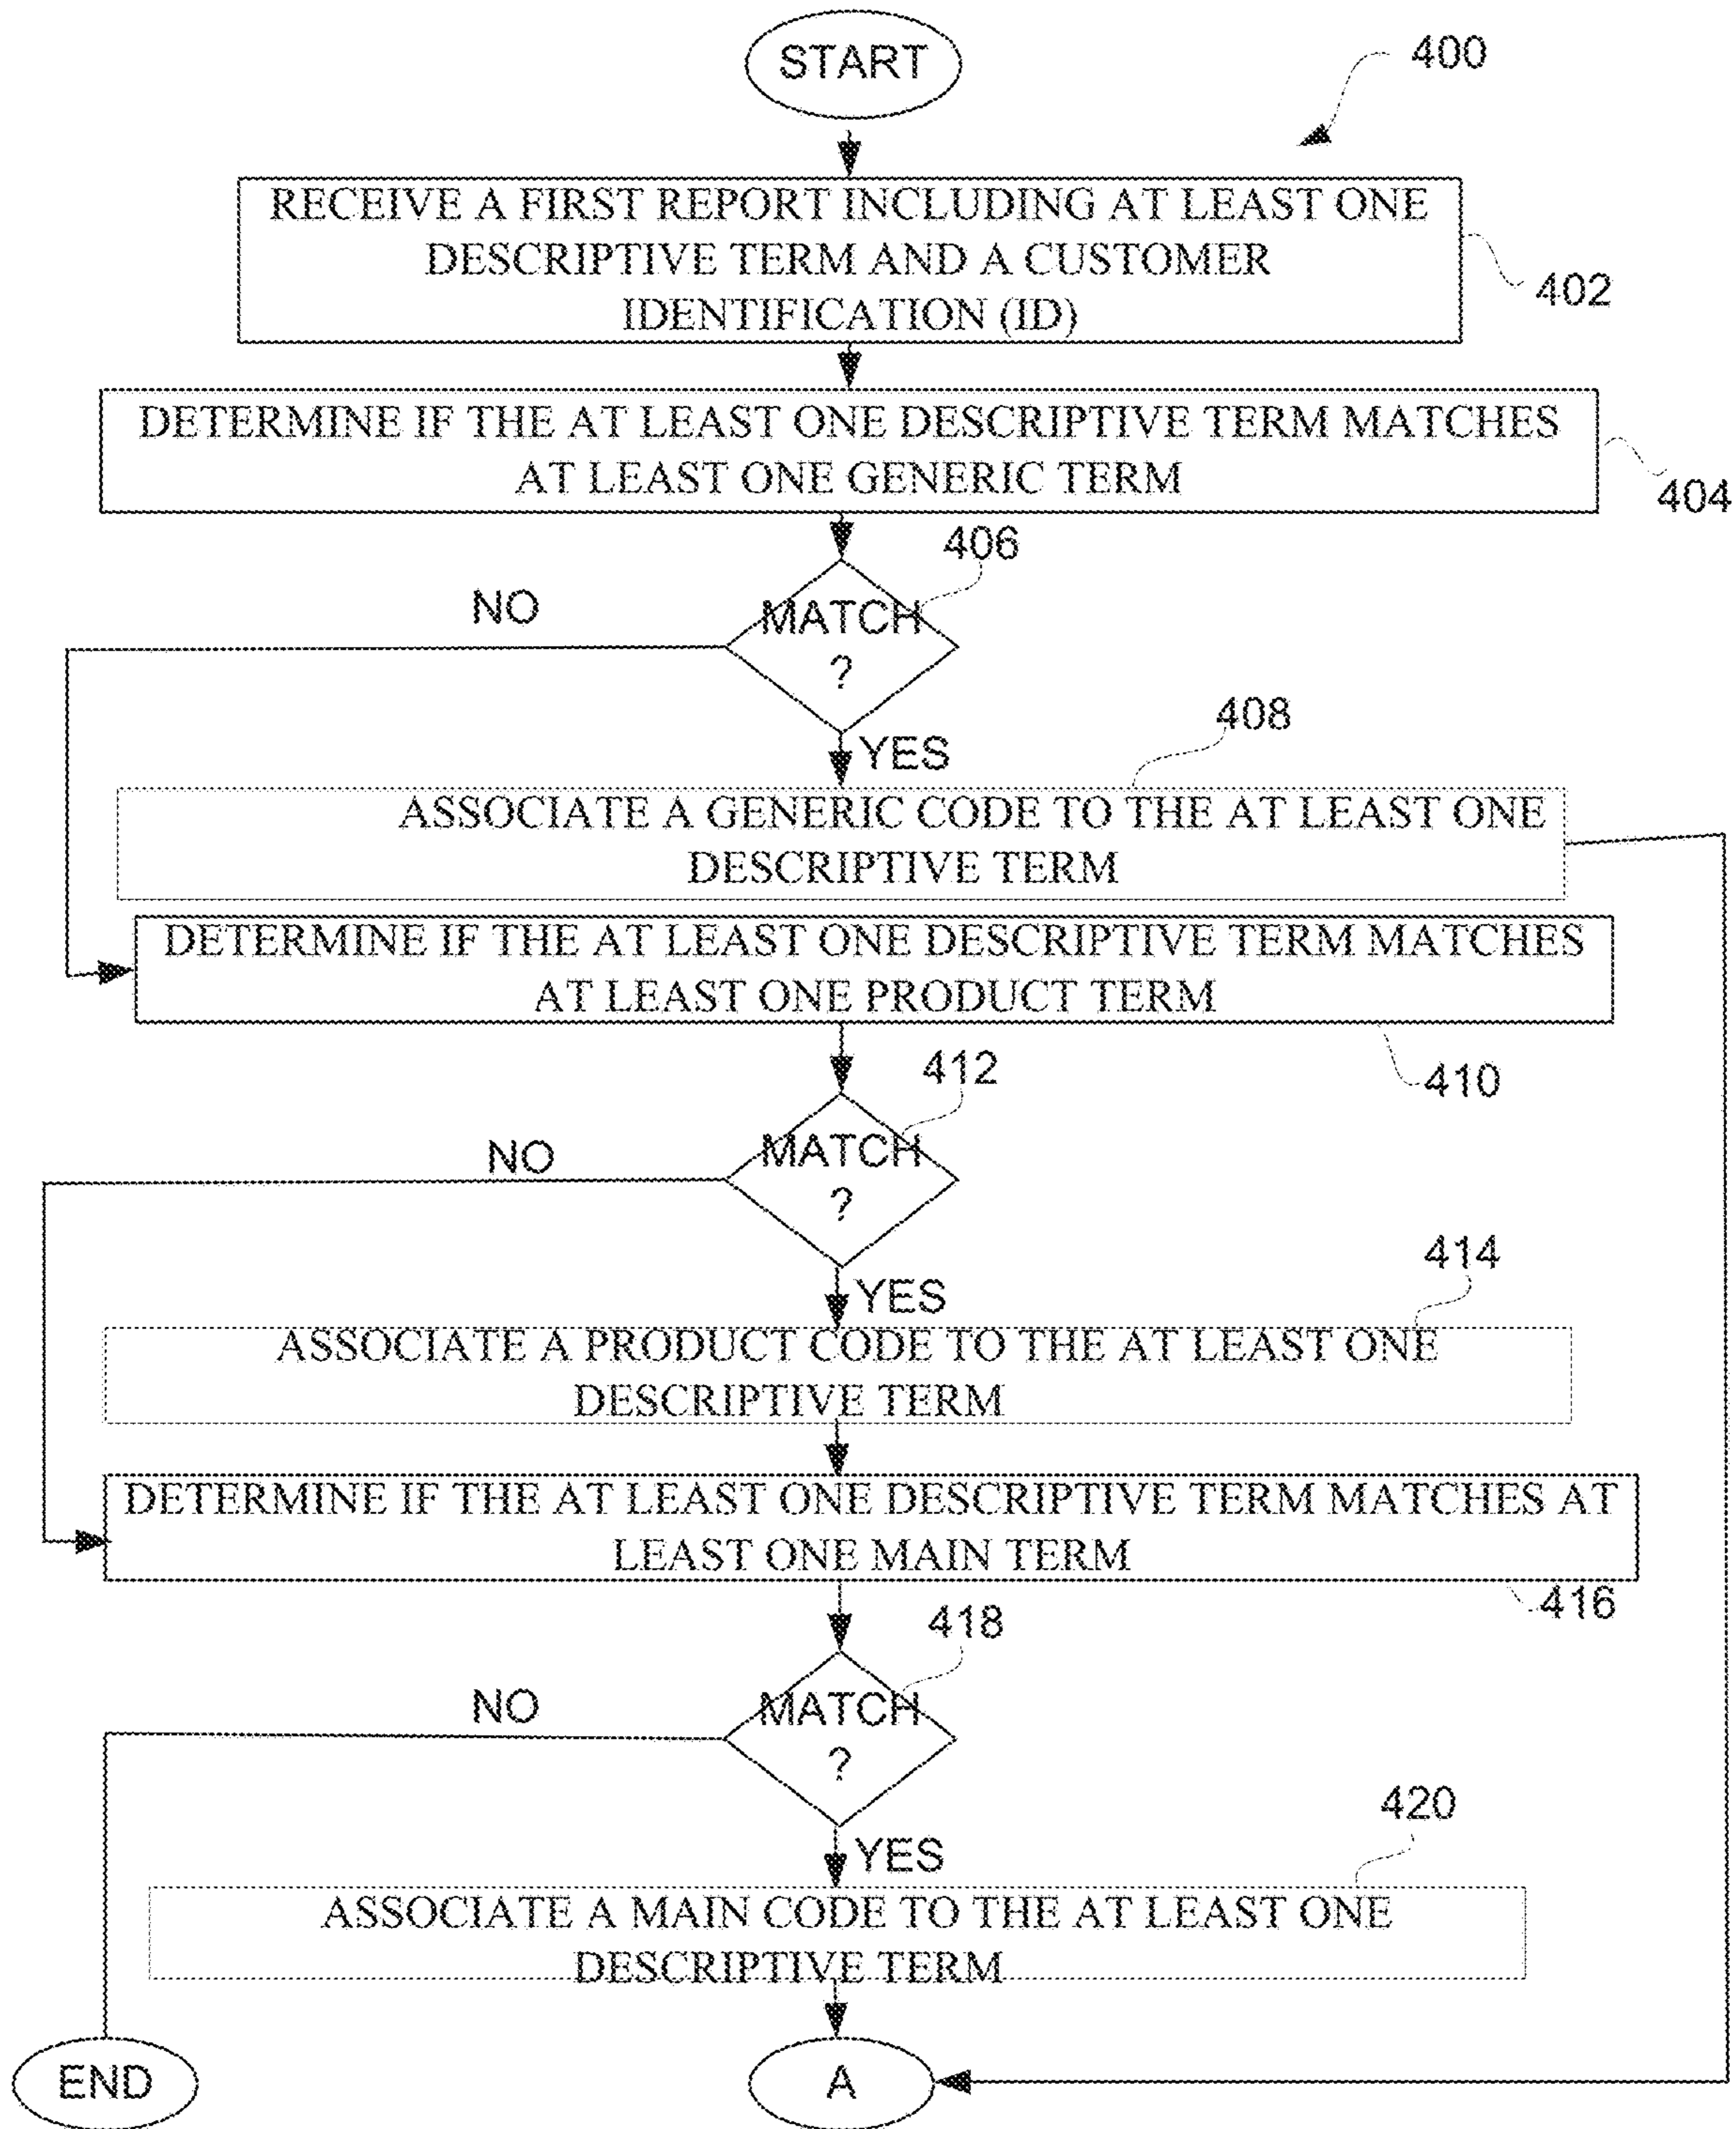 START
400
RECEIVE A FIRST REPORT INCLUDING AT LEAST ONE
DESCRIPTIVE TERM AND A CUSTOMER
IDENTIFICATION (ID)
402
DETERMINE IF THE AT LEAST ONE DESCRIPTIVE TERM MATCHES
AT LEAST ONE GENERIC TERM
404
406
NO
MATCH
?
YES
408
ASSOCIATE A GENERIC CODE TO THE AT LEAST ONE
DESCRIPTIVE TERM
DETERMINE IF THE AT LEAST ONE DESCRIPTIVE TERM MATCHES
AT LEAST ONE PRODUCT TERM
410
412
NO
MATCH
?
YES
414
ASSOCIATE A PRODUCT CODE TO THE AT LEAST ONE
DESCRIPTIVE TERM
DETERMINE IF THE AT LEAST ONE DESCRIPTIVE TERM MATCHES AT
LEAST ONE MAIN TERM
416
418
NO
MATCH
?
YES
420
ASSOCIATE A MAIN CODE TO THE AT LEAST ONE
DESCRIPTIVE TERM
END
A